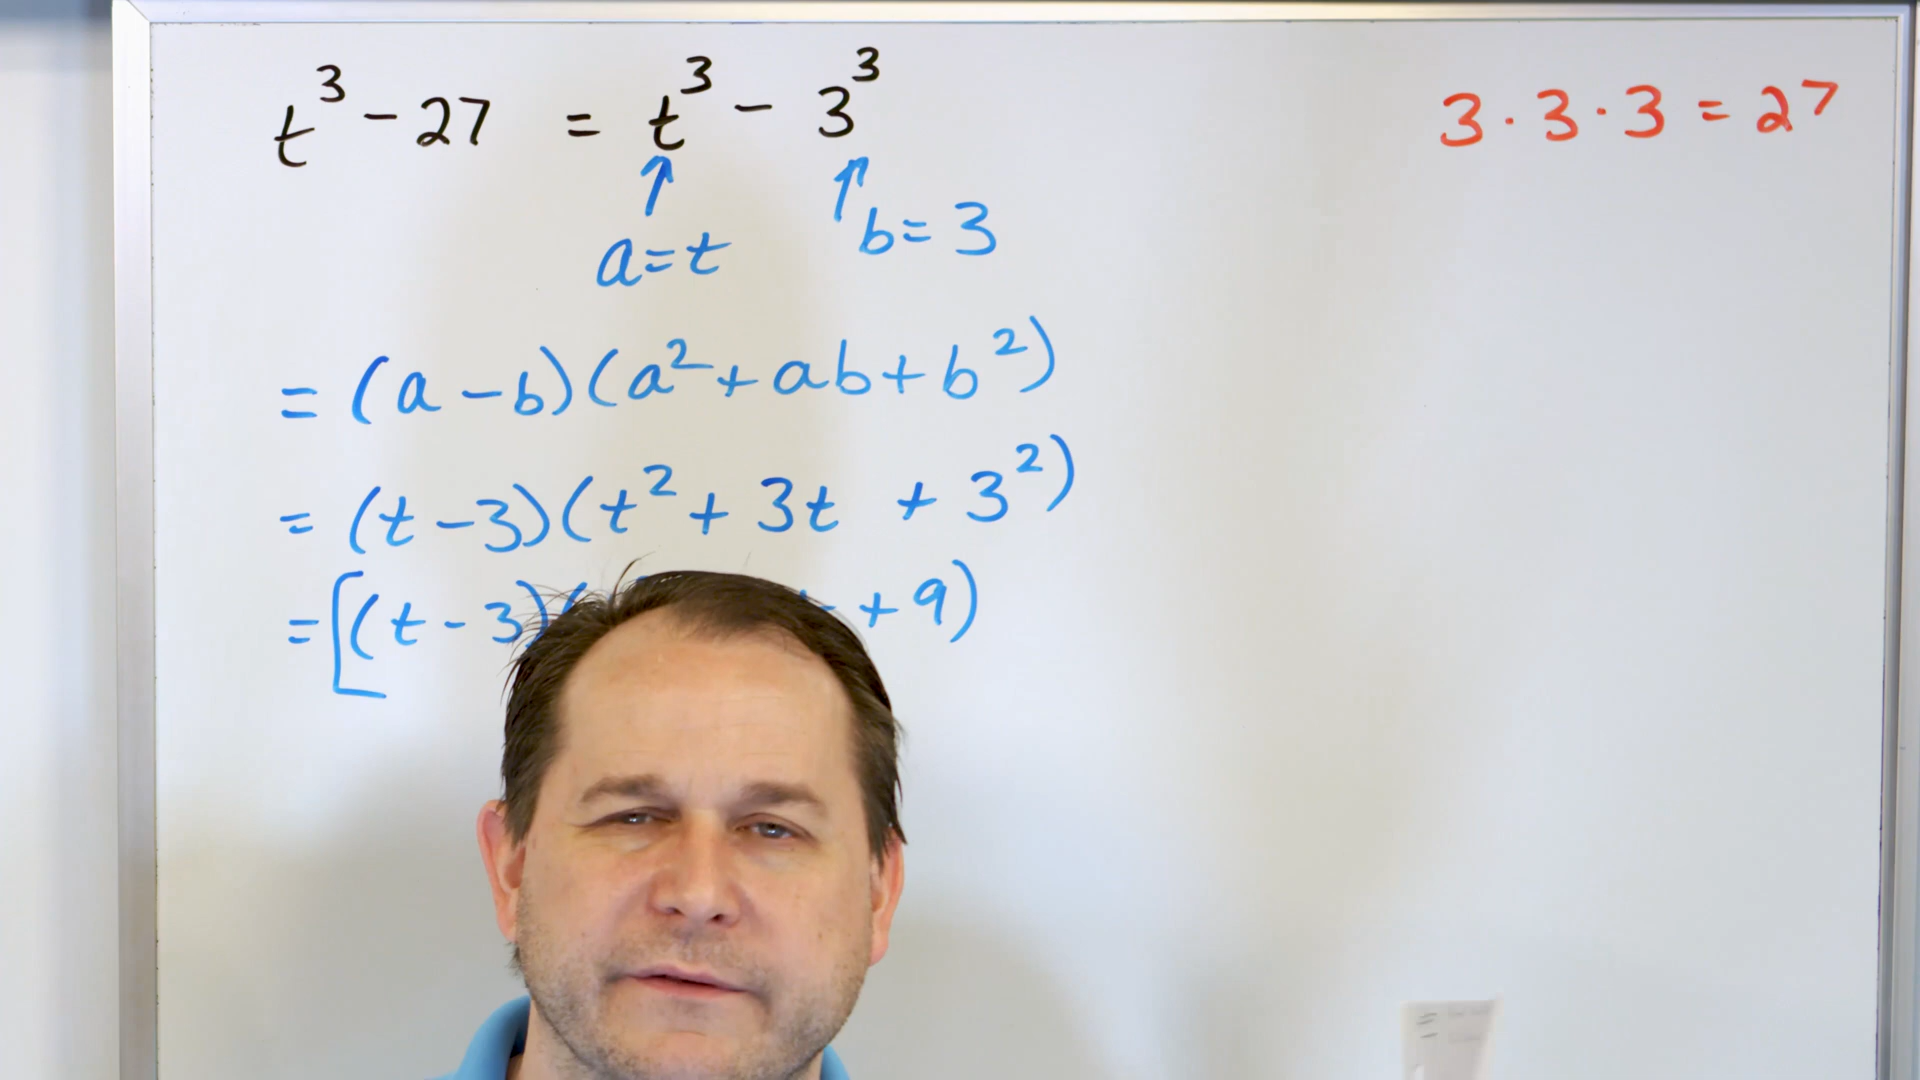 t³ - 27 = t³ - 3³
3 · 3 · 3 = 27
a = t
b = 3
= (a - b)(a² + ab + b²)
= (t - 3)(t² + 3t + 3²)
= [(t - 3)( + 9)